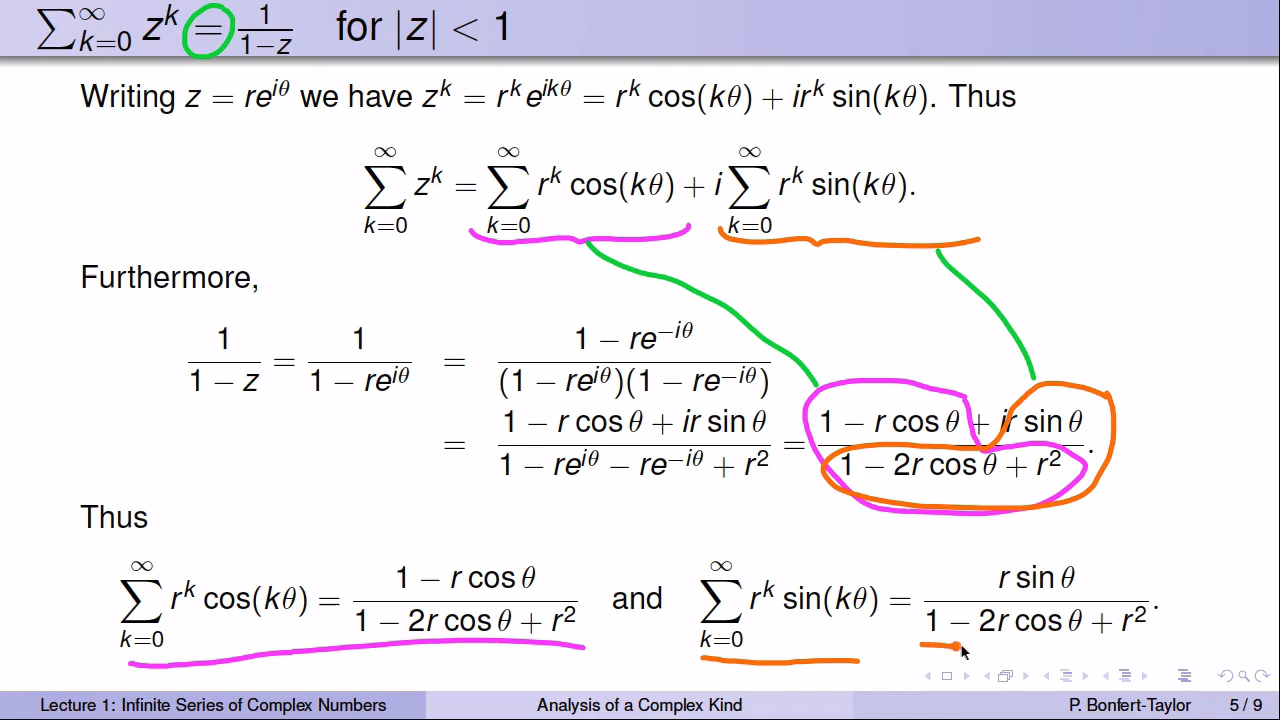 ∑_{k=0}^{∞} z^k = 1/(1−z) for |z| < 1
Writing z = re^{iθ} we have z^k = r^k e^{ikθ} = r^k cos(kθ) + ir^k sin(kθ). Thus
∑_{k=0}^{∞} z^k = ∑_{k=0}^{∞} r^k cos(kθ) + i ∑_{k=0}^{∞} r^k sin(kθ).
Furthermore,
1/(1 − z) = 1/(1 − re^{iθ}) = (1 − re^{−iθ})/((1 − re^{iθ})(1 − re^{−iθ}))
= (1 − r cos θ + ir sin θ)/(1 − re^{iθ} − re^{−iθ} + r^2) = (1 − r cos θ + ir sin θ)/(1 − 2r cos θ + r^2).
Thus
∑_{k=0}^{∞} r^k cos(kθ) = (1 − r cos θ)/(1 − 2r cos θ + r^2) and ∑_{k=0}^{∞} r^k sin(kθ) = (r sin θ)/(1 − 2r cos θ + r^2).
Lecture 1: Infinite Series of Complex Numbers Analysis of a Complex Kind P. Bonfert-Taylor 5 / 9